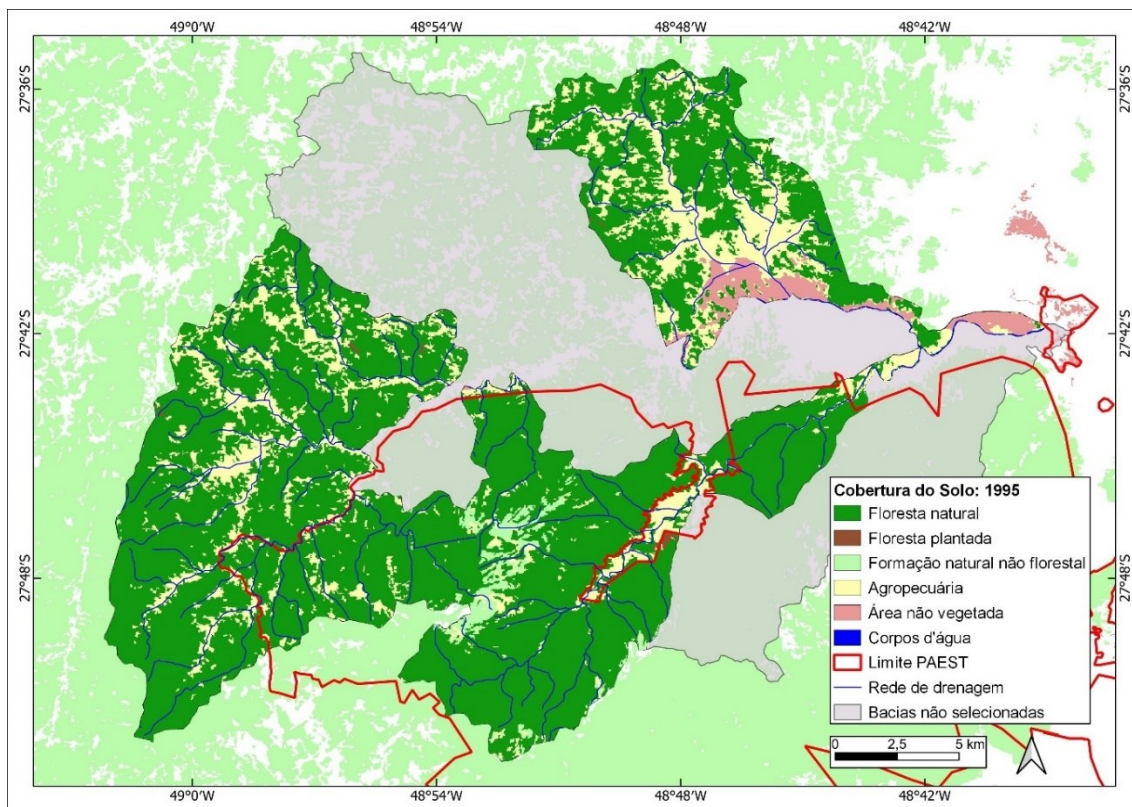 49°0'W 48°54'W 48°48'W 48°42'W
27°36'S 27°36'S
27°42'S 27°42'S
Cobertura do Solo: 1995
Floresta natural
Floresta plantada
Formação natural não florestal
Agropecuária
27°48'S 27°48'S
Área não vegetada
Corpos d'água
Limite PAEST
Rede de drenagem
Bacias não selecionadas
0 2,5 5 km
49°0'W 48°54'W 48°48'W 48°42'W